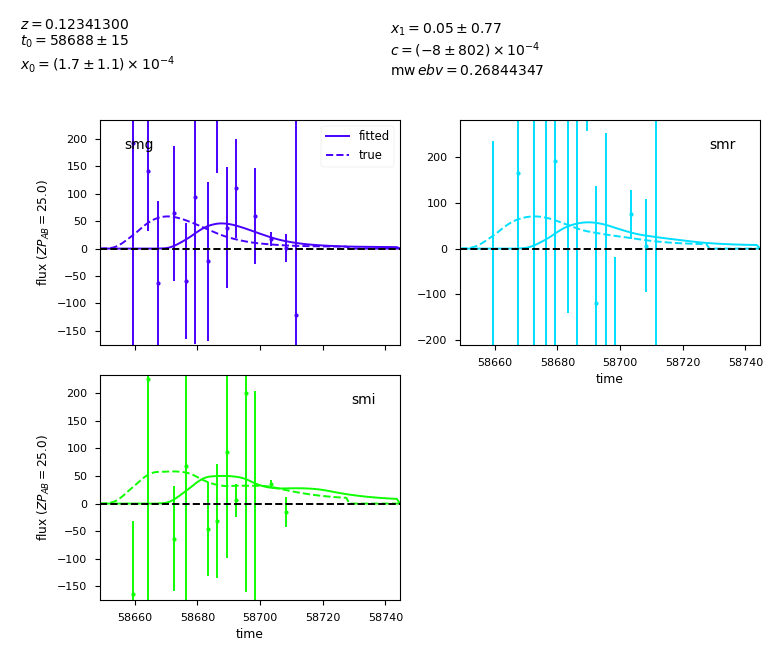 z = 0.12341300
t₀ = 58688 ± 15
x₀ = (1.7 ± 1.1) × 10⁻⁴
x₁ = 0.05 ± 0.77
c = (−8 ± 802) × 10⁻⁴
mw ebv = 0.26844347
smg
fitted
true
200
150
100
50
0
−50
−100
−150
flux (ZP_AB = 25.0)
smr
200
100
0
−100
−200
58660 58680 58700 58720 58740
time
smi
200
150
100
50
0
−50
−100
−150
flux (ZP_AB = 25.0)
58660 58680 58700 58720 58740
time